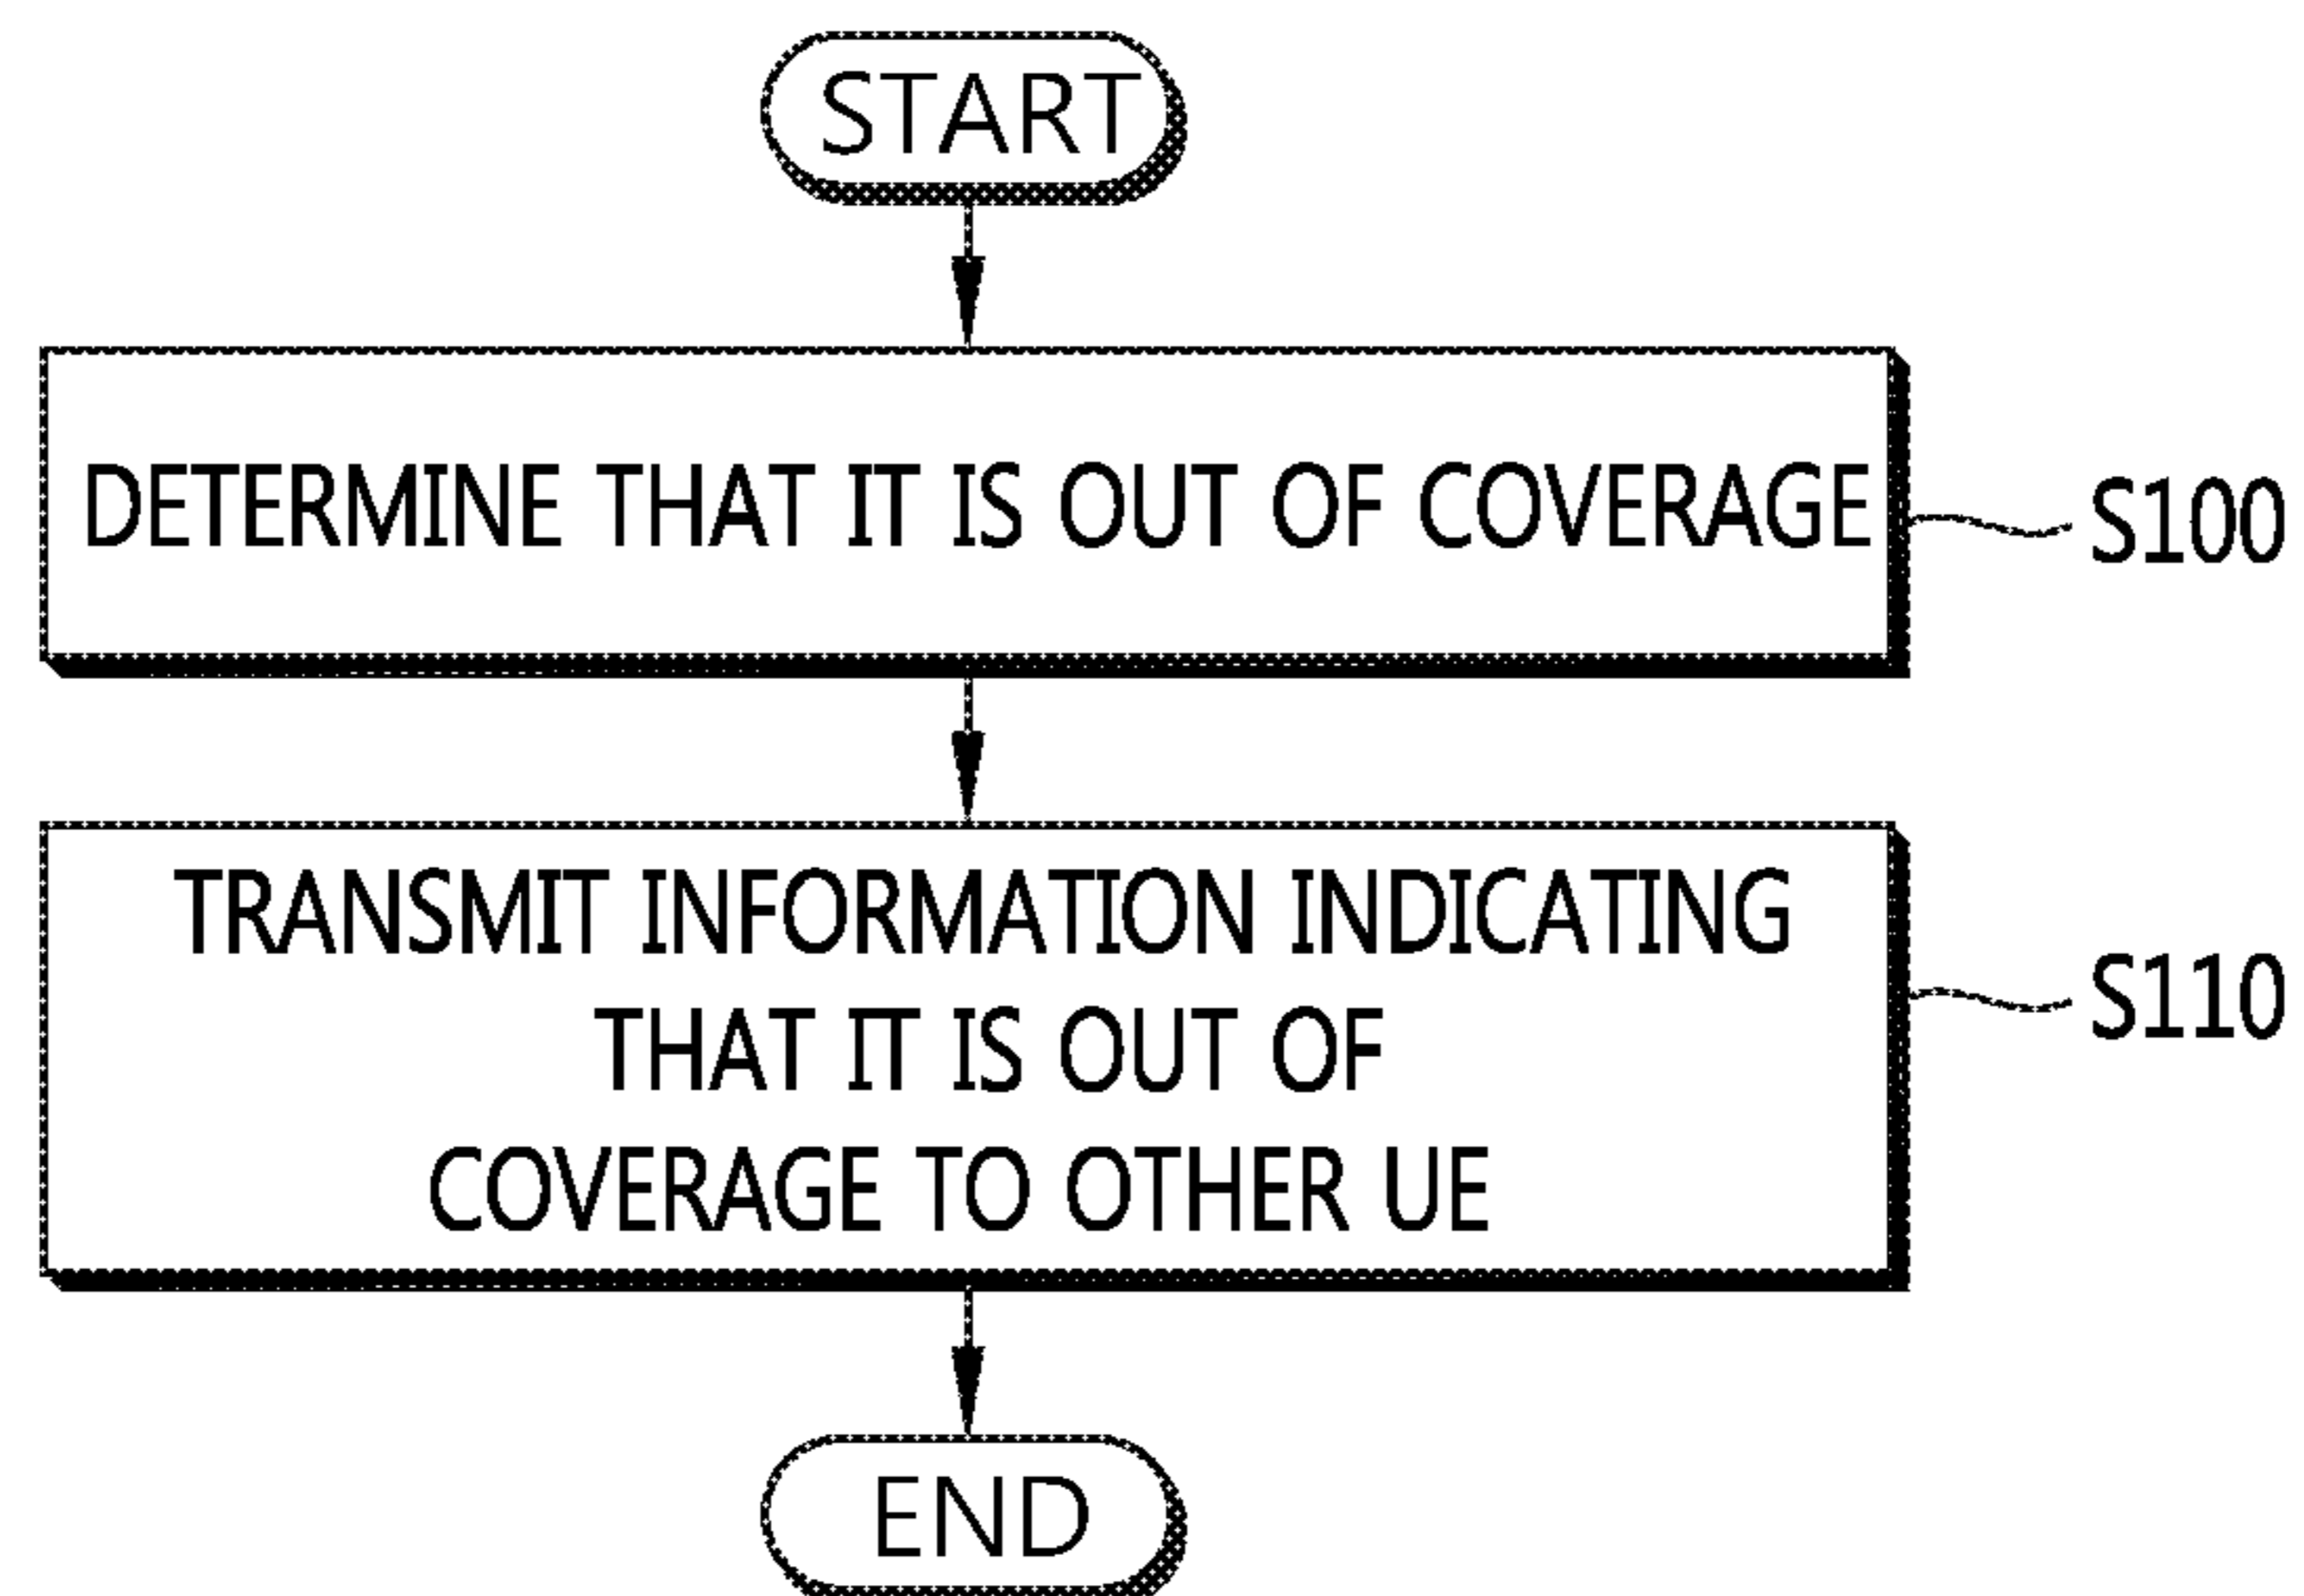 START
DETERMINE THAT IT IS OUT OF COVERAGE
S100
TRANSMIT INFORMATION INDICATING
THAT IT IS OUT OF
COVERAGE TO OTHER UE
S110
END